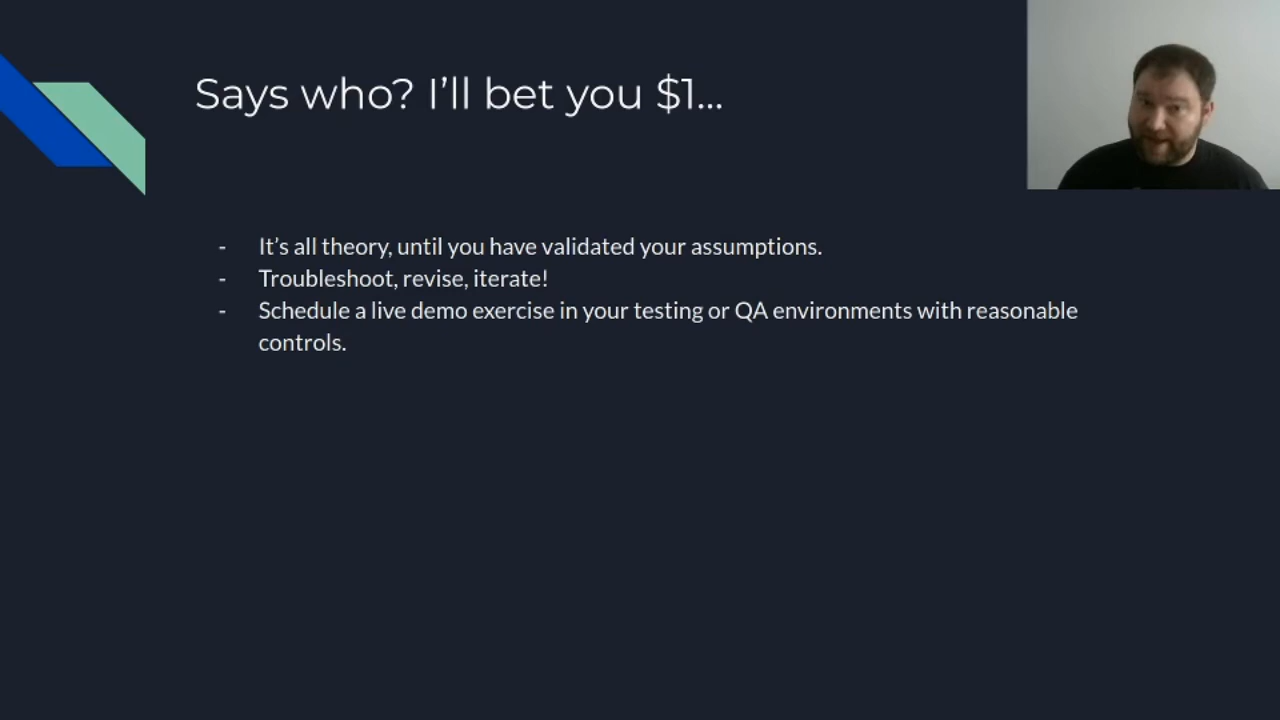 Says who? I’ll bet you $1...
- It’s all theory, until you have validated your assumptions.
- Troubleshoot, revise, iterate!
- Schedule a live demo exercise in your testing or QA environments with reasonable
controls.